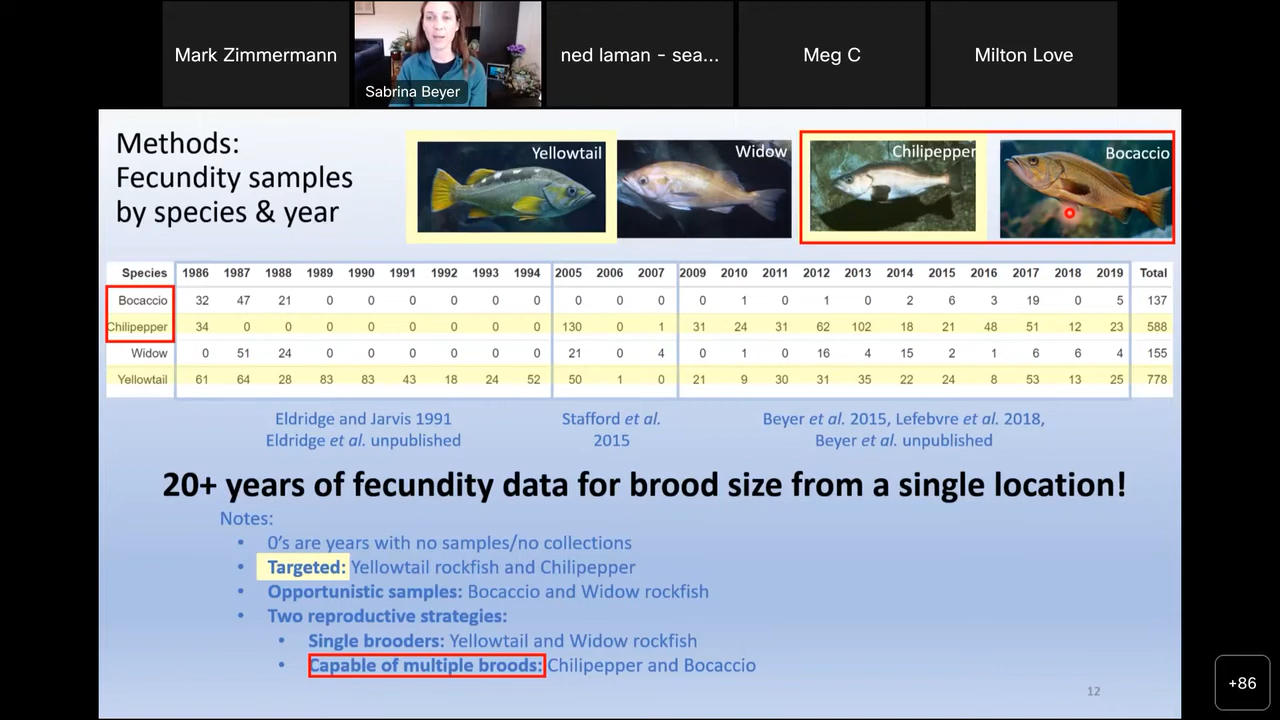 Mark Zimmermann
Sabrina Beyer
ned laman - sea...
Meg C
Milton Love
Methods:
Fecundity samples
by species & year
Yellowtail
Widow
Chilipepper
Bocaccio
Species 1986 1987 1988 1989 1990 1991 1992 1993 1994 2005 2006 2007 2009 2010 2011 2012 2013 2014 2015 2016 2017 2018 2019 Total
Bocaccio 32 47 21 0 0 0 0 0 0 0 0 0 0 1 0 1 0 2 6 3 19 0 5 137
Chilipepper 34 0 0 0 0 0 0 0 0 130 0 1 31 24 31 62 102 18 21 48 51 12 23 588
Widow 0 51 24 0 0 0 0 0 0 21 0 4 0 1 0 16 4 15 2 1 6 6 4 155
Yellowtail 61 64 28 83 83 43 18 24 52 50 1 0 21 9 30 31 35 22 24 8 53 13 25 778
Eldridge and Jarvis 1991
Eldridge et al. unpublished
Stafford et al.
2015
Beyer et al. 2015, Lefebvre et al. 2018,
Beyer et al. unpublished
20+ years of fecundity data for brood size from a single location!
Notes:
• 0's are years with no samples/no collections
• Targeted: Yellowtail rockfish and Chilipepper
• Opportunistic samples: Bocaccio and Widow rockfish
• Two reproductive strategies:
• Single brooders: Yellowtail and Widow rockfish
• Capable of multiple broods: Chilipepper and Bocaccio
12
+86